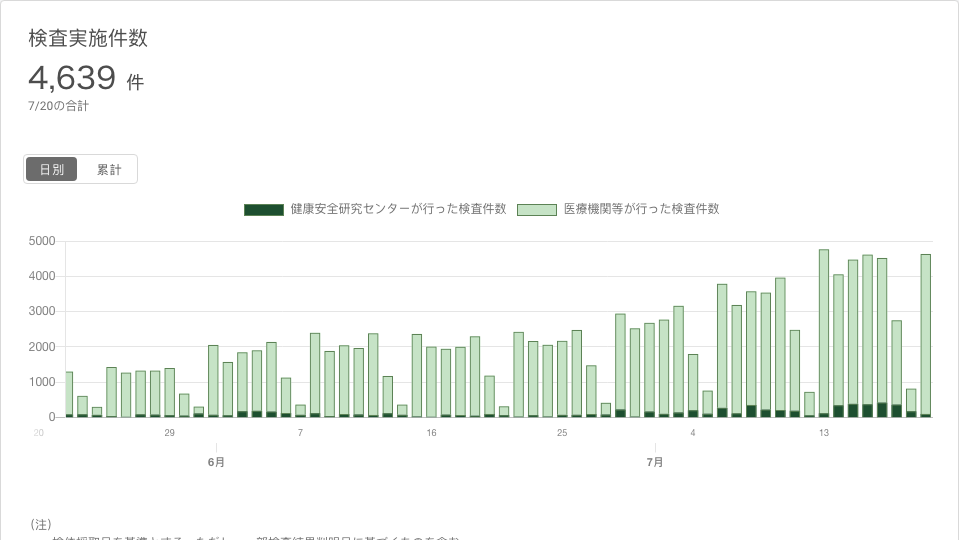 検査実施件数
4,639 件
7/20の合計
日別 累計
健康安全研究センターが行った検査件数 医療機関等が行った検査件数
5000
4000
3000
2000
1000
0
20 29 7 16 25 4 13
6月 7月
（注）